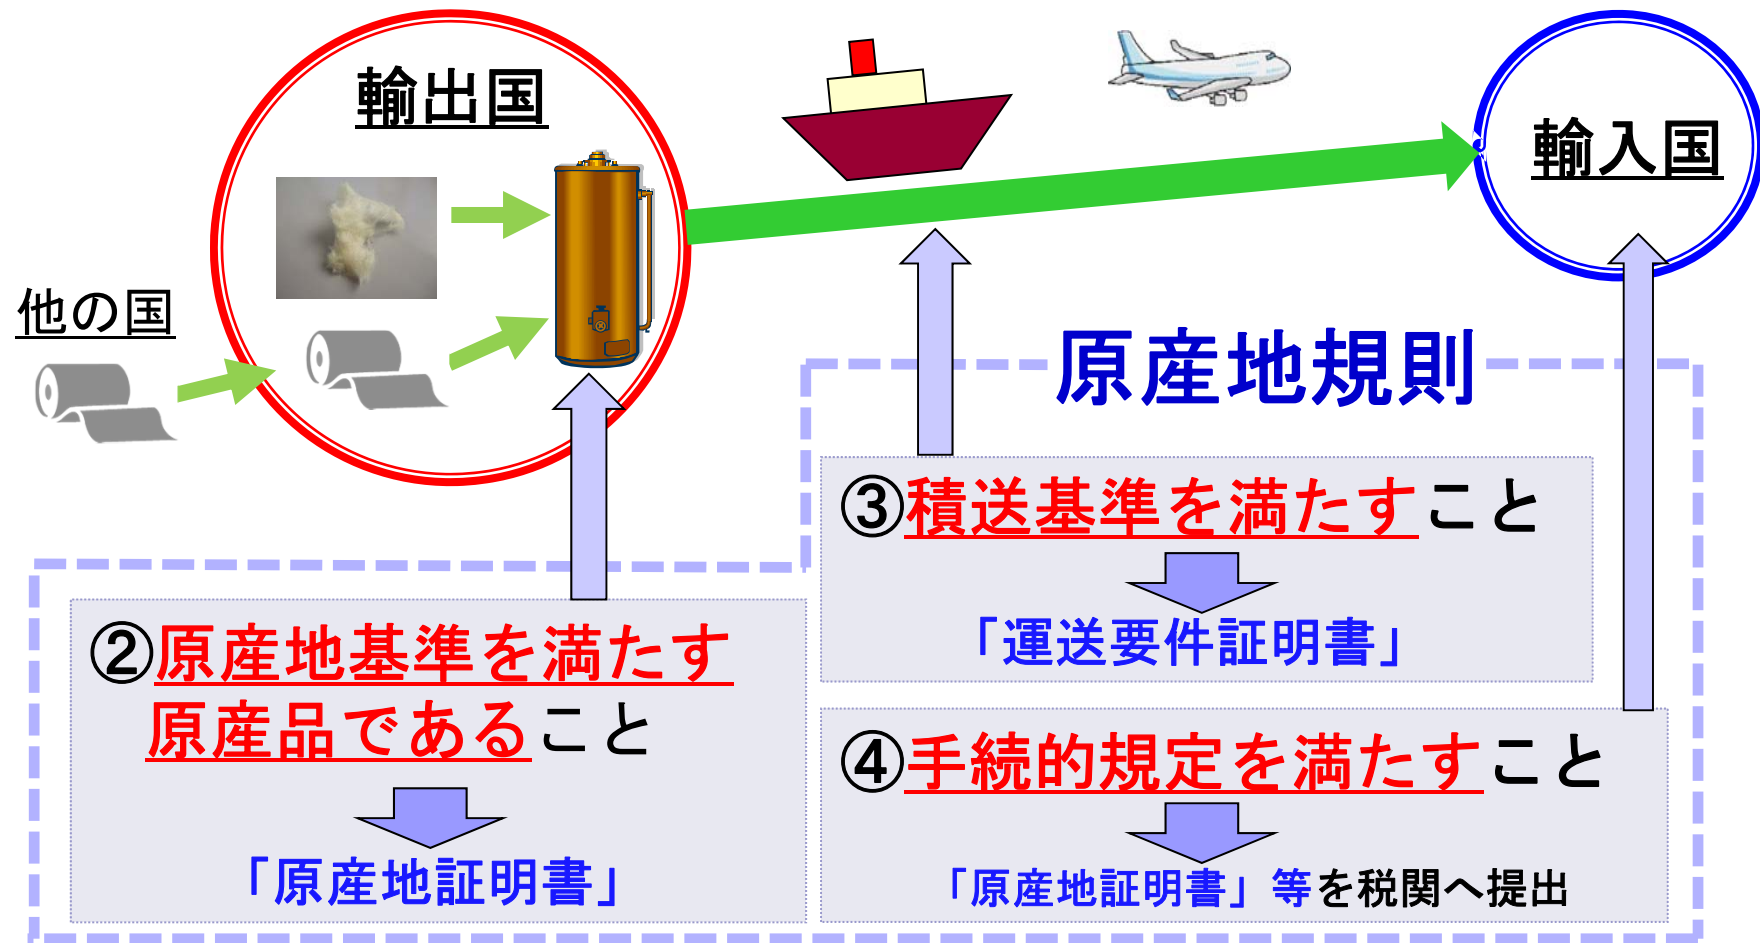 輸出国
輸入国
他の国
原産地規則
③積送基準を満たすこと
「運送要件証明書」
②原産地基準を満たす
原産品であること
「原産地証明書」
④手続的規定を満たすこと
「原産地証明書」等を税関へ提出